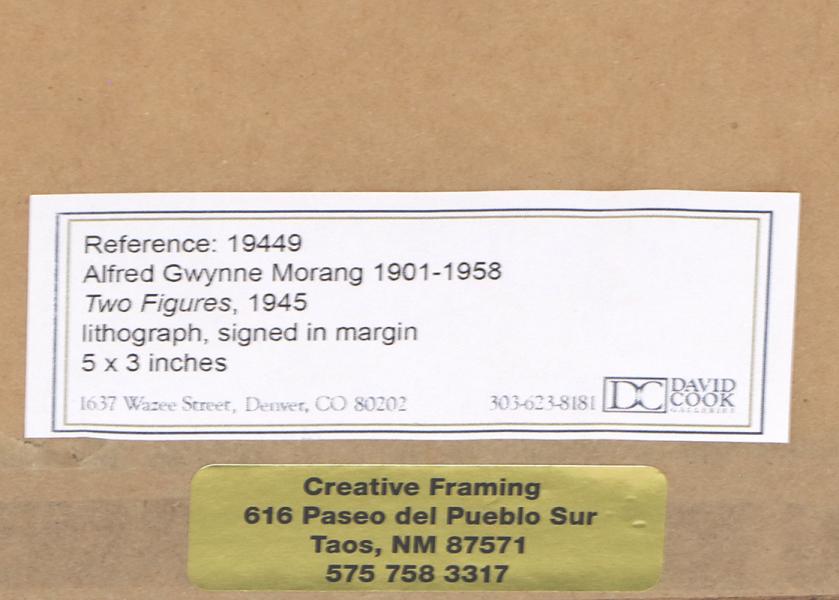 Reference: 19449
Alfred Gwynne Morang 1901-1958
Two Figures, 1945
lithograph, signed in margin
5 x 3 inches
1637 Wazee Street, Denver, CO 80202 303-623-8181 DC DAVID COOK GALLERIES
Creative Framing
616 Paseo del Pueblo Sur
Taos, NM 87571
575 758 3317